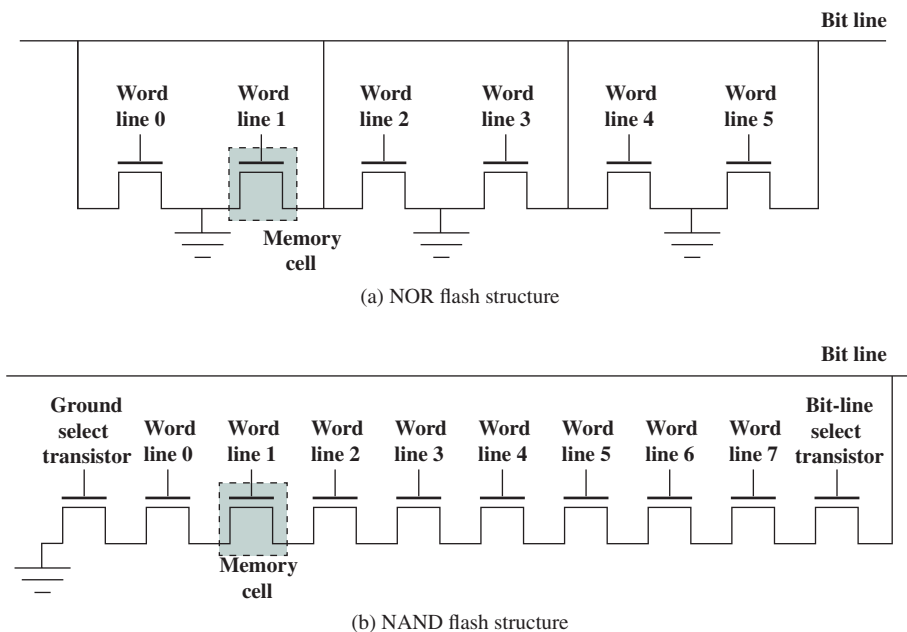 Bit line
Word
line 0
Word
line 1
Word
line 2
Word
line 3
Word
line 4
Word
line 5
Memory
cell
(a) NOR flash structure
Bit line
Ground
select
transistor
Word
line 0
Word
line 1
Word
line 2
Word
line 3
Word
line 4
Word
line 5
Word
line 6
Word
line 7
Bit-line
select
transistor
Memory
cell
(b) NAND flash structure